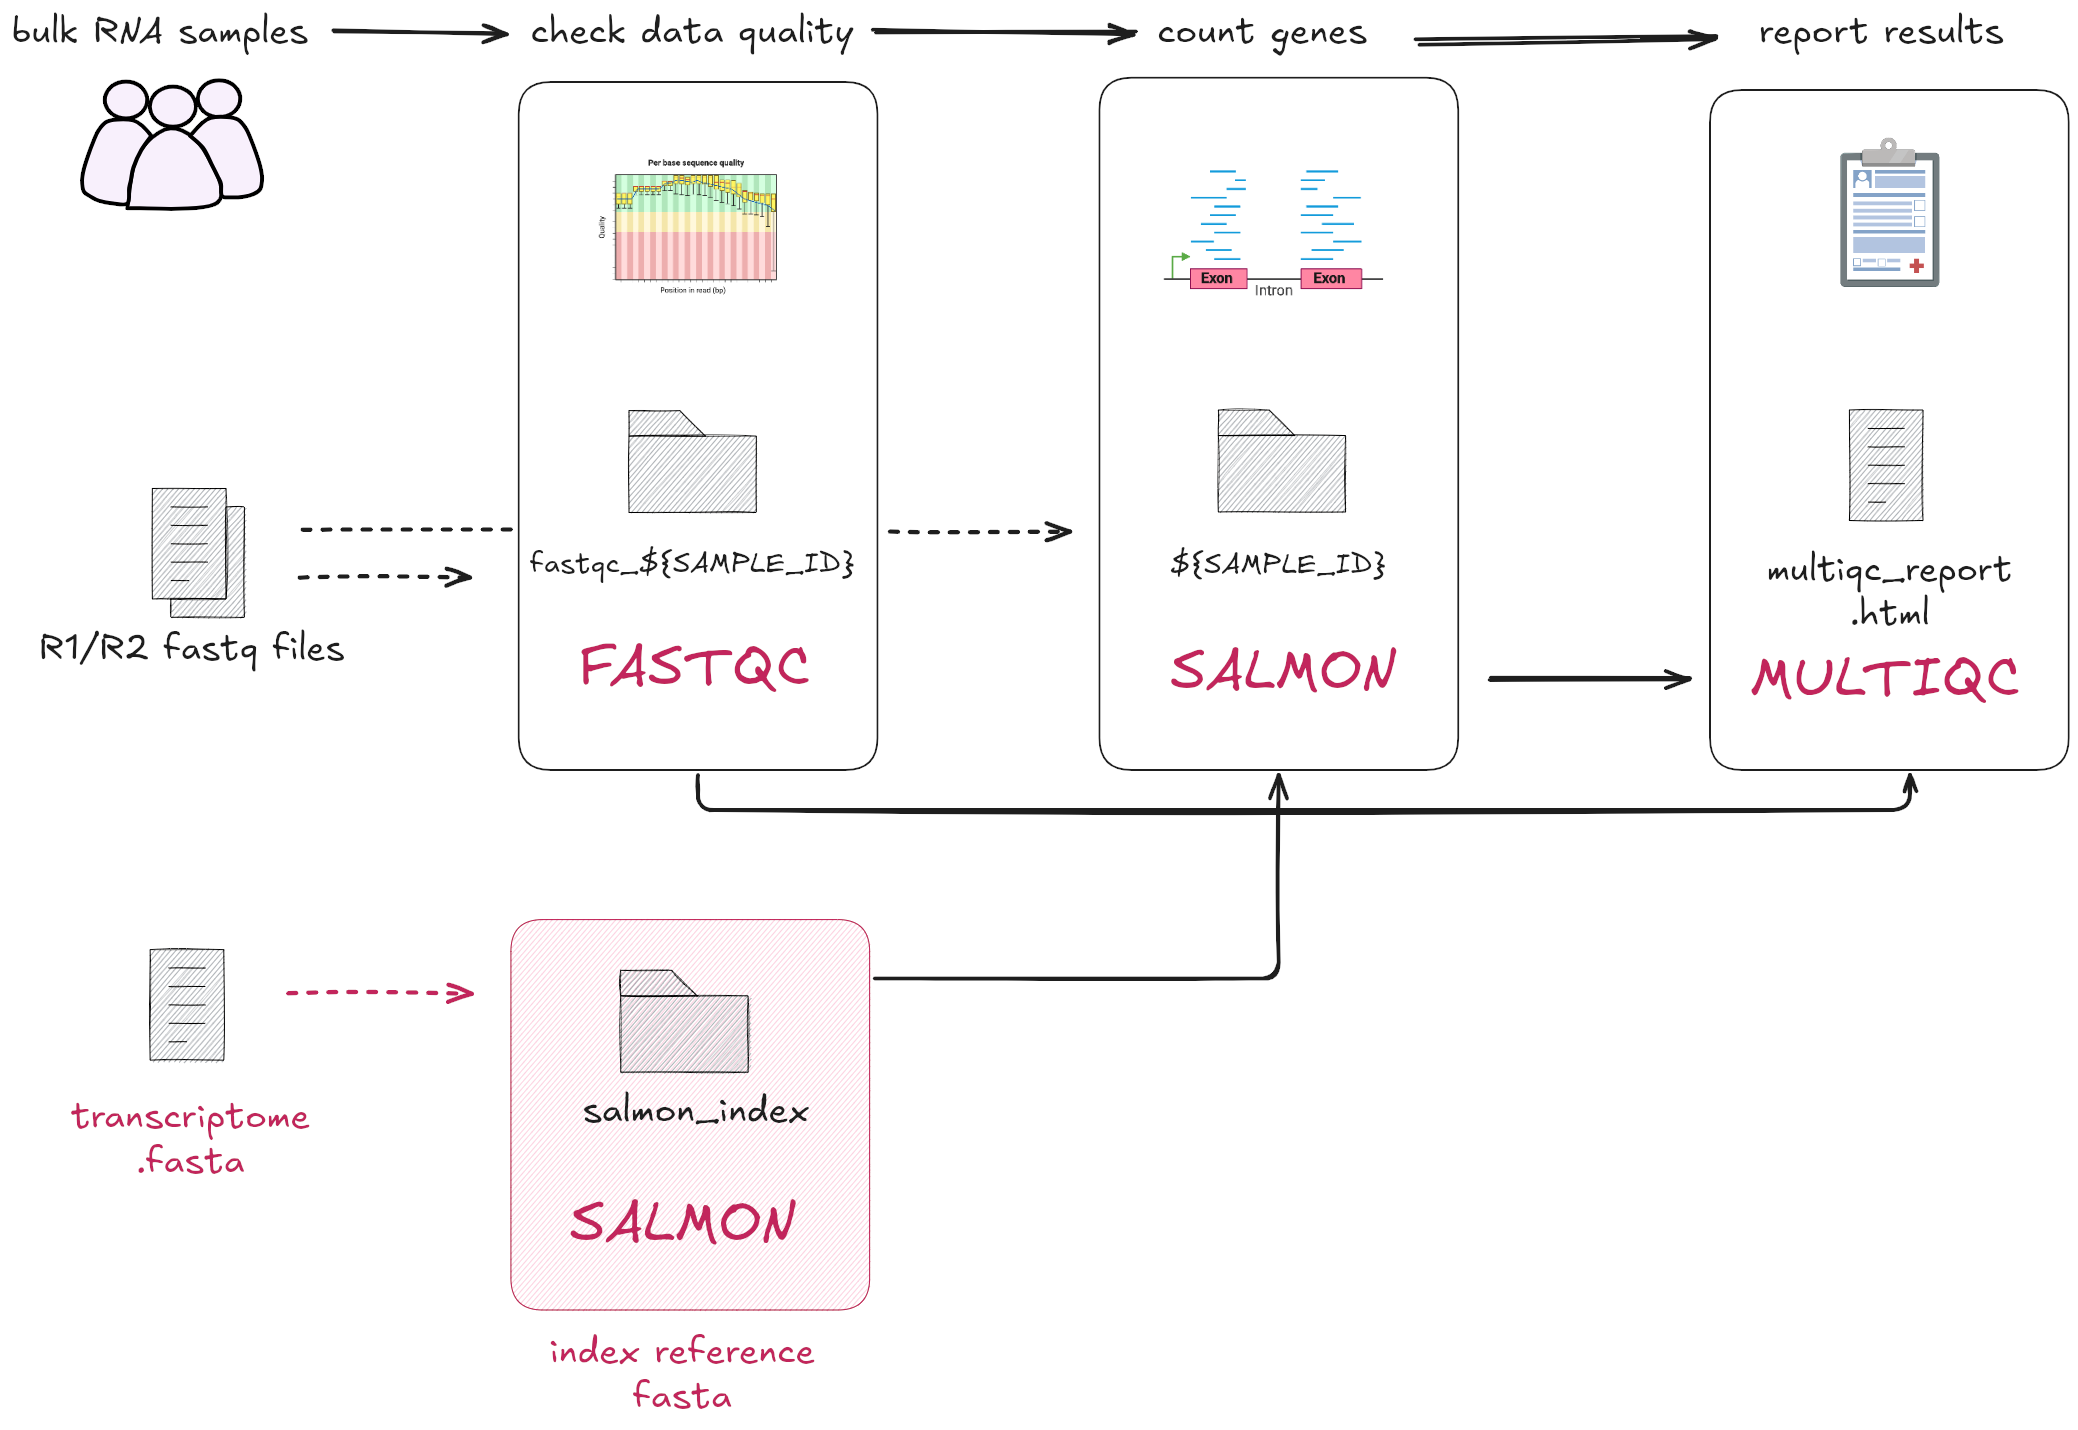 bulk RNA samples
check data quality
count genes
report results
Per base sequence quality
Quality
Position in read (bp)
Exon
Intron
Exon
fastqc_${SAMPLE_ID}
${SAMPLE_ID}
multiqc_report
.html
R1/R2 fastq files
FASTQC
SALMON
MULTIQC
transcriptome
.fasta
salmon_index
SALMON
index reference
fasta